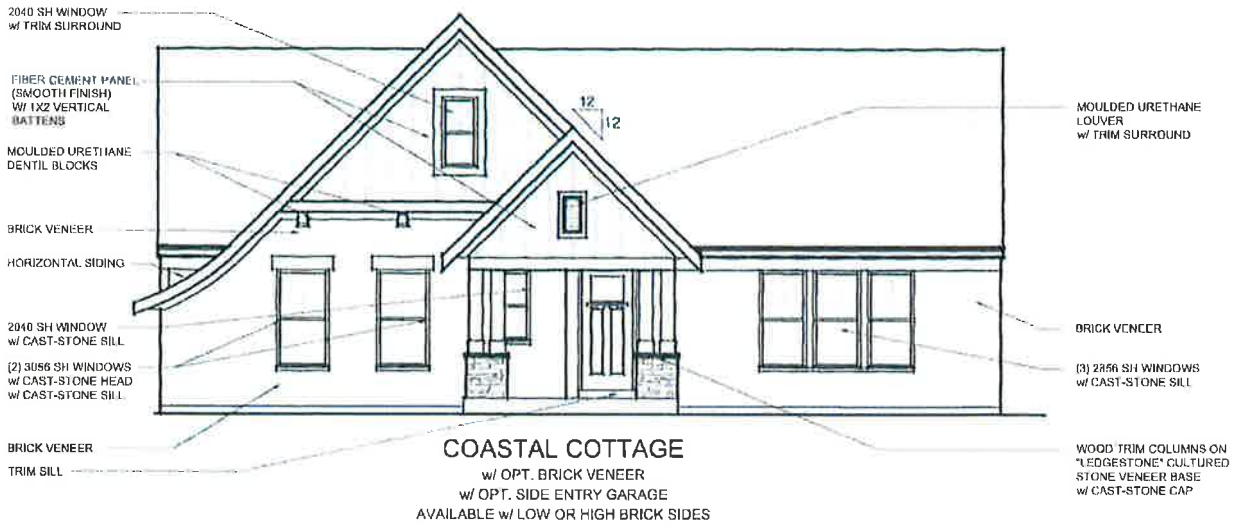 2040 SH WINDOW
w/ TRIM SURROUND
FIBER CEMENT PANEL
(SMOOTH FINISH)
W/ 1X2 VERTICAL
BATTENS
MOULDED URETHANE
DENTIL BLOCKS
BRICK VENEER
HORIZONTAL SIDING
2040 SH WINDOW
w/ CAST-STONE SILL
(2) 3056 SH WINDOWS
w/ CAST-STONE HEAD
w/ CAST-STONE SILL
BRICK VENEER
TRIM SILL
12
12
MOULDED URETHANE
LOUVER
w/ TRIM SURROUND
BRICK VENEER
(3) 2856 SH WINDOWS
w/ CAST-STONE SILL
WOOD TRIM COLUMNS ON
"LEDGESTONE" CULTURED
STONE VENEER BASE
w/ CAST-STONE CAP
COASTAL COTTAGE
w/ OPT. BRICK VENEER
w/ OPT. SIDE ENTRY GARAGE
AVAILABLE w/ LOW OR HIGH BRICK SIDES